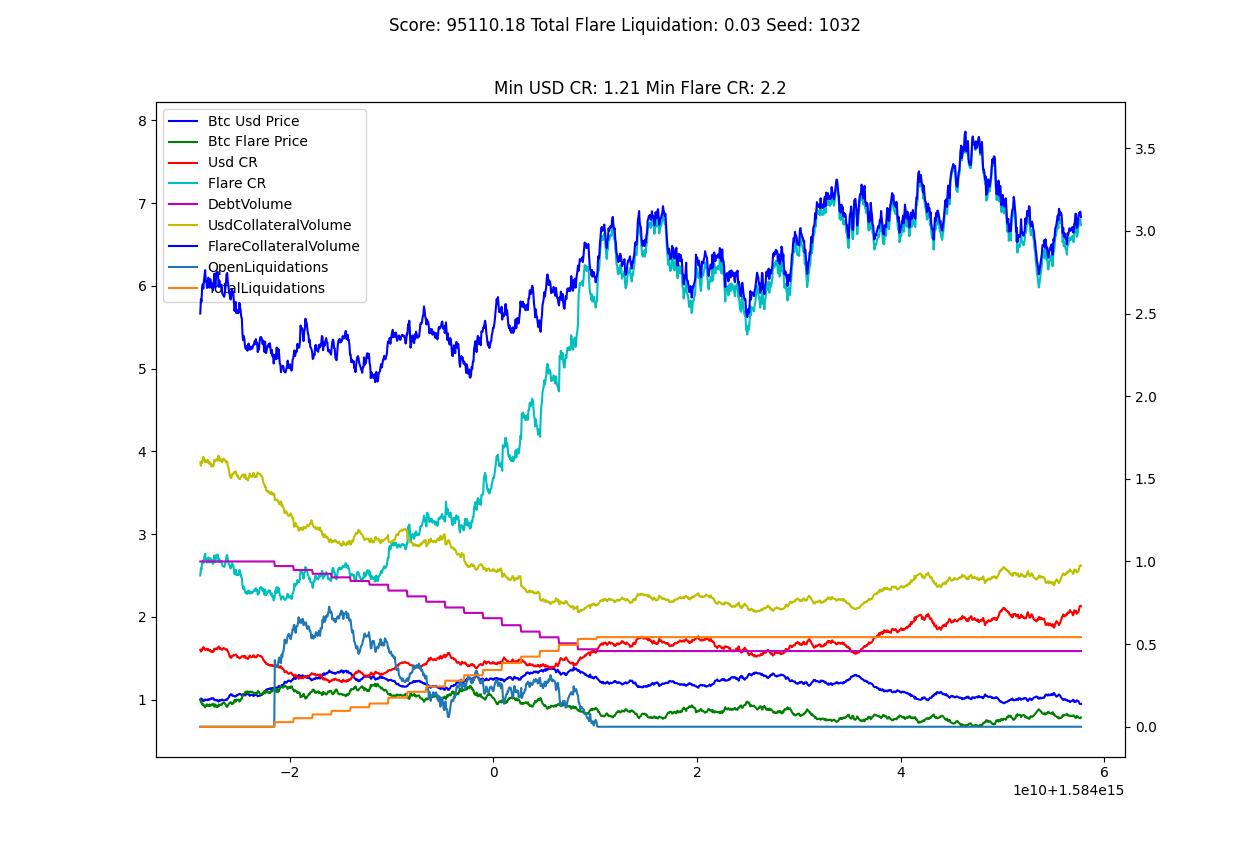 Score: 95110.18 Total Flare Liquidation: 0.03 Seed: 1032
Min USD CR: 1.21 Min Flare CR: 2.2
Btc Usd Price
Btc Flare Price
Usd CR
Flare CR
DebtVolume
UsdCollateralVolume
FlareCollateralVolume
OpenLiquidations
TotalLiquidations
8
7
6
5
4
3
2
1
3.5
3.0
2.5
2.0
1.5
1.0
0.5
0.0
−2 0 2 4 6
1e10+1.584e15